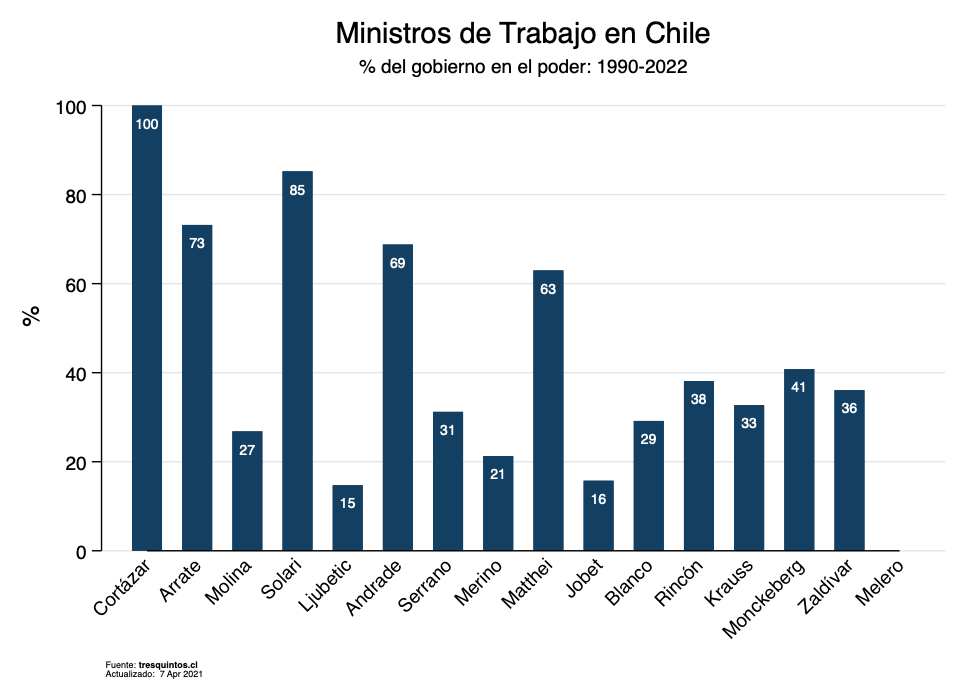 Ministros de Trabajo en Chile
% del gobierno en el poder: 1990-2022
%
100
80
60
40
20
0
100
73
27
85
15
69
31
21
63
16
29
38
33
41
36
Cortázar
Arrate
Molina
Solari
Ljubetic
Andrade
Serrano
Merino
Matthei
Jobet
Blanco
Rincón
Krauss
Monckeberg
Zaldívar
Melero
Fuente: tresquintos.cl
Actualizado: 7 Apr 2021